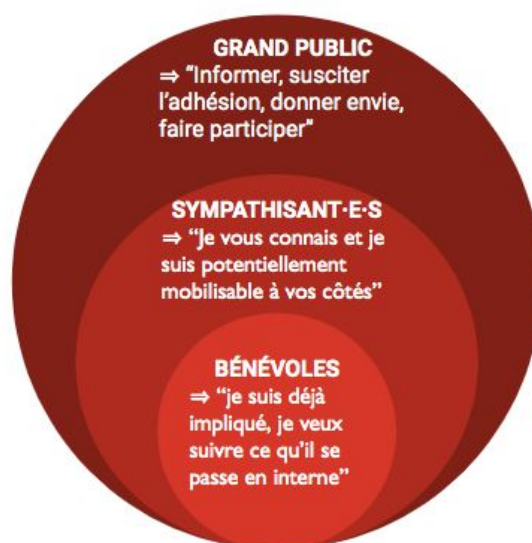 GRAND PUBLIC
⇒ “Informer, susciter
l’adhésion, donner envie,
faire participer”
SYMPATHISANT·E·S
⇒ “Je vous connais et je
suis potentiellement
mobilisable à vos côtés”
BÉNÉVOLES
⇒ “je suis déjà
impliqué, je veux
suivre ce qu’il se
passe en interne”